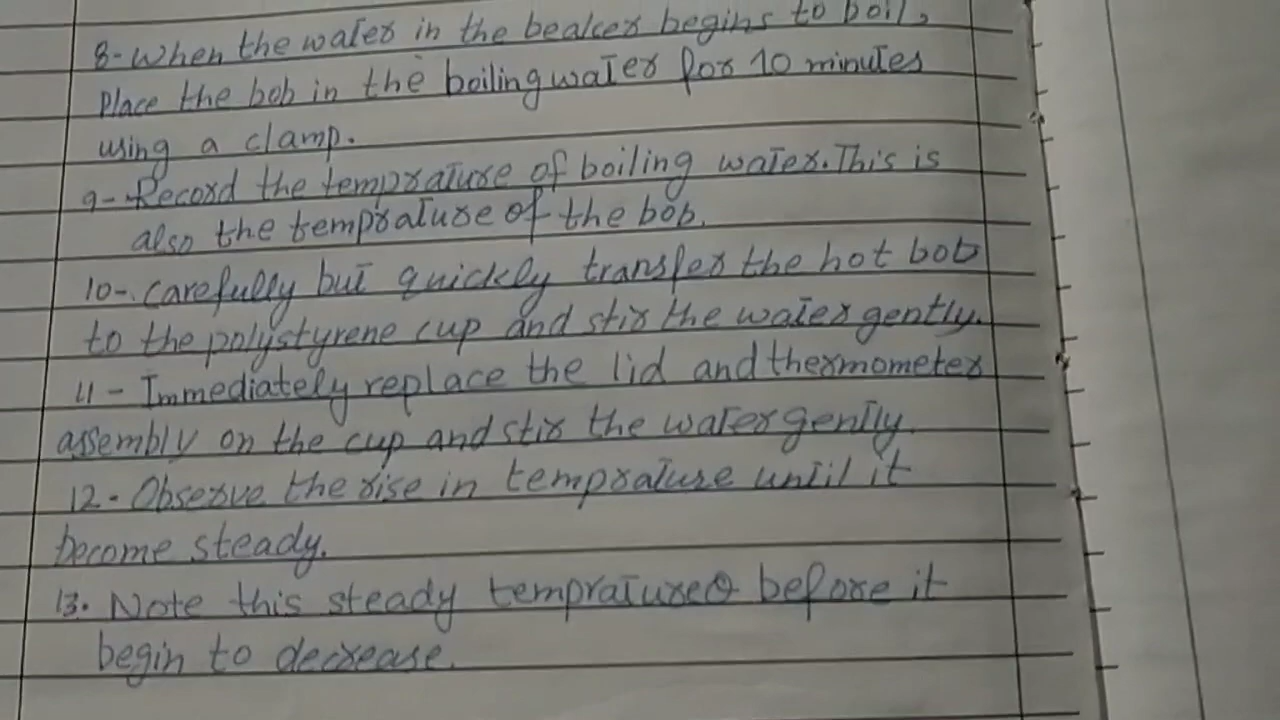 8- When the water in the beaker begins to boil,
Place the bob in the boiling water for 10 minutes
using a clamp.
9- Record the temprature of boiling water. This is
also the temprature of the bob.
10-. Carefully but quickly transfer the hot bob
to the polystyrene cup and stir the water gently.
11 - Immediately replace the lid and thermometer
assembly on the cup and stir the water gently.
12 - Observe the rise in temprature until it
become steady.
13. Note this steady temprature θ before it
begin to decrease.